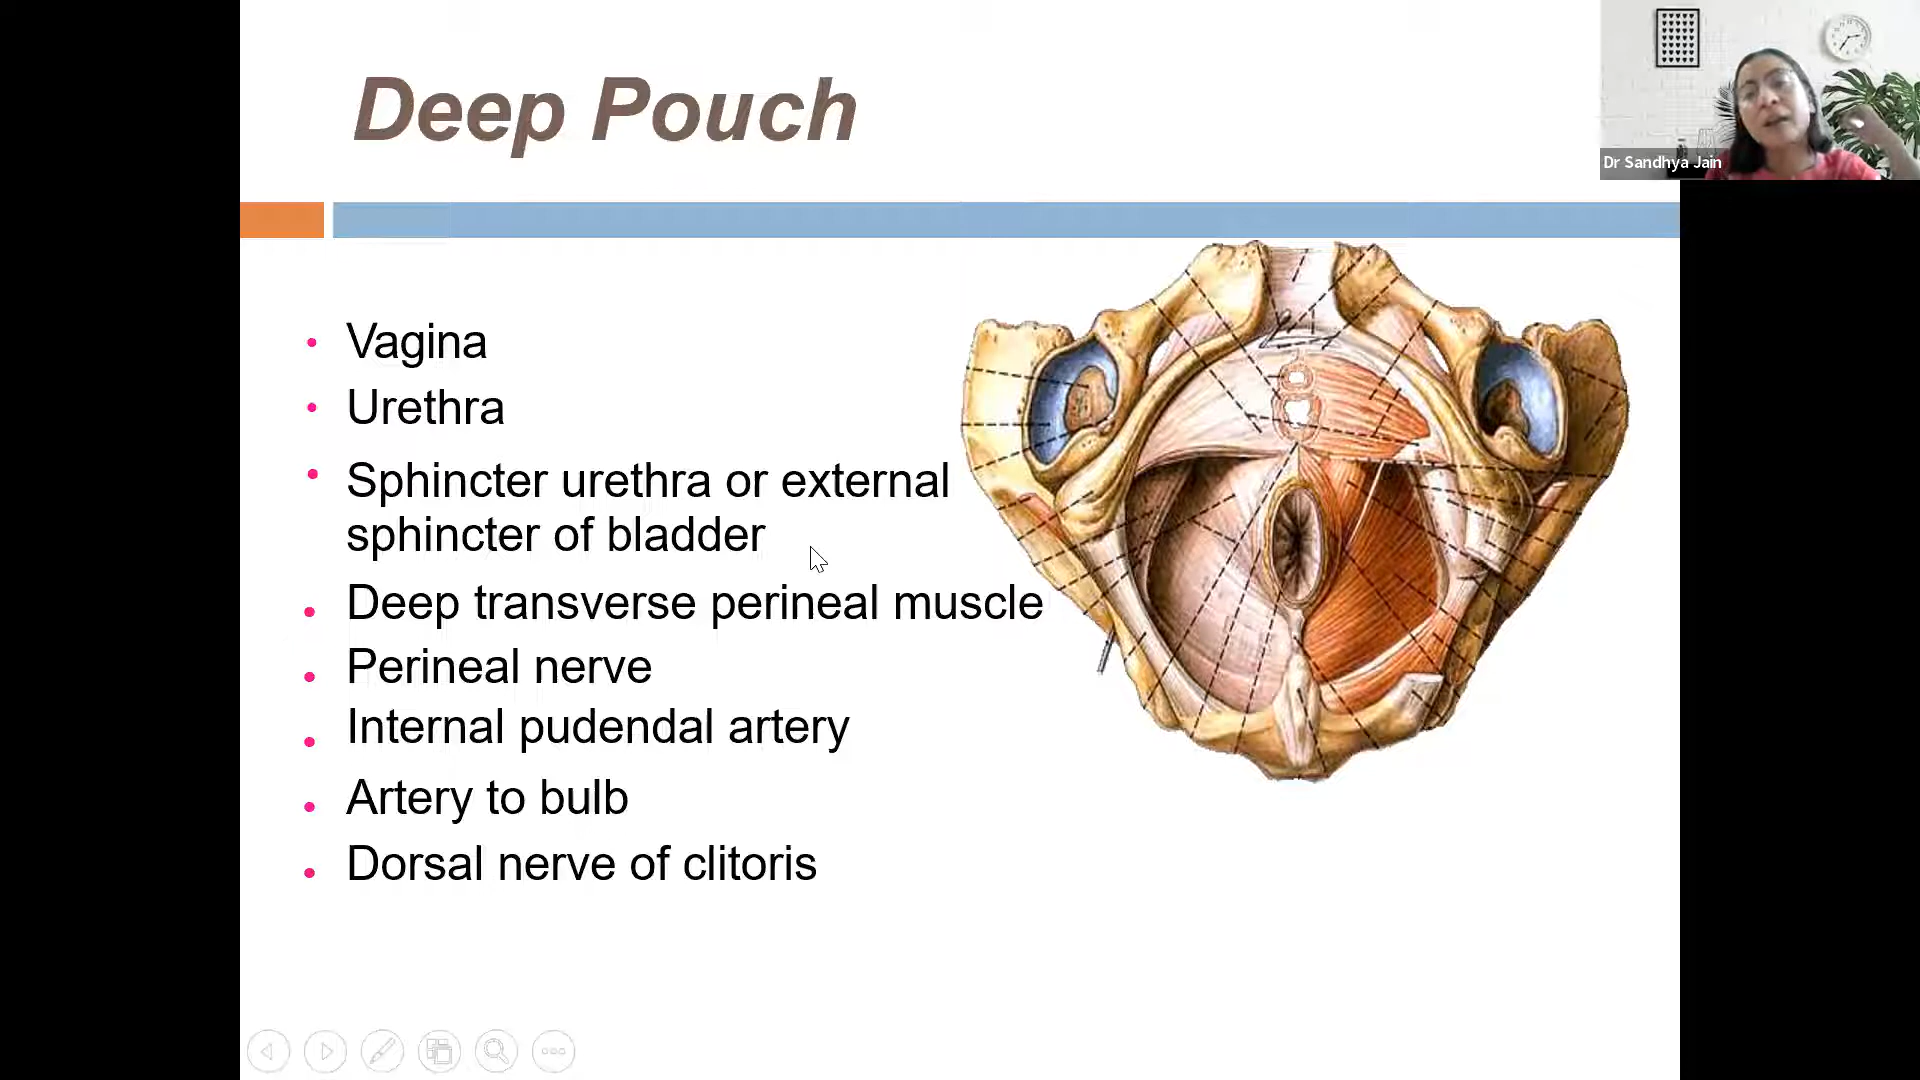 Deep Pouch
Dr Sandhya Jain
• Vagina
• Urethra
• Sphincter urethra or external
sphincter of bladder
• Deep transverse perineal muscle
• Perineal nerve
• Internal pudendal artery
• Artery to bulb
• Dorsal nerve of clitoris